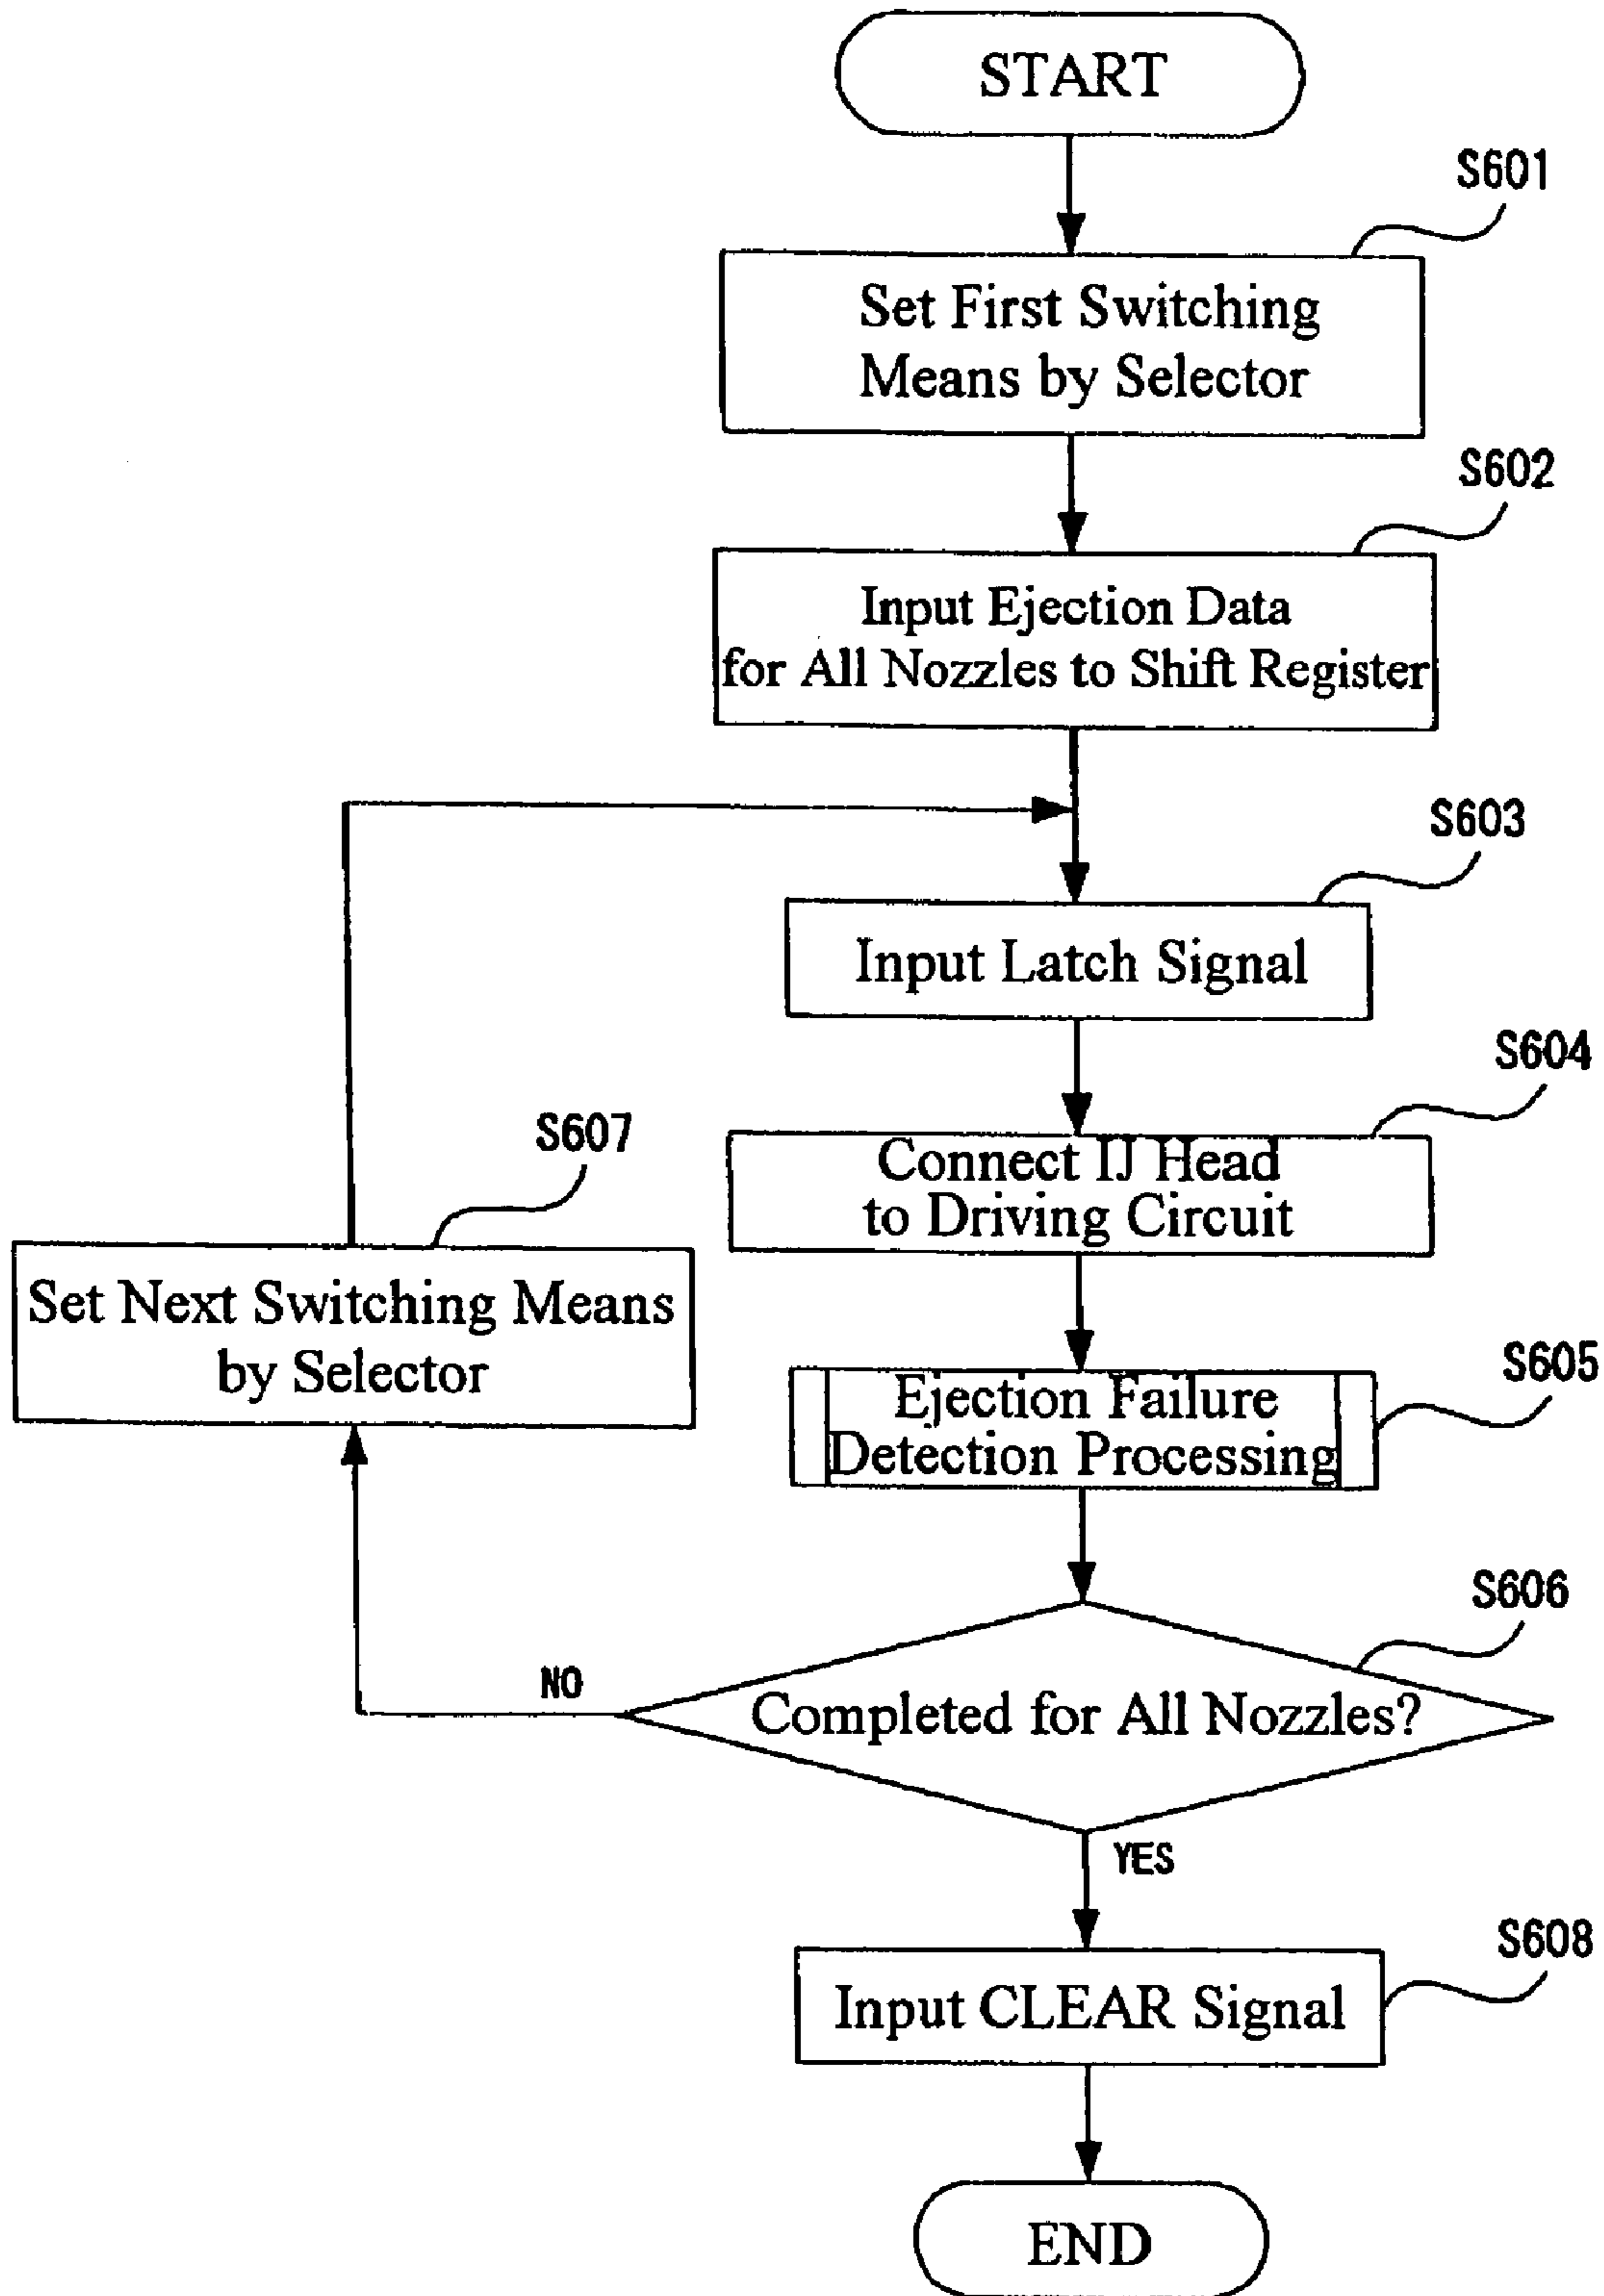 START
S601
Set First Switching
Means by Selector
S602
Input Ejection Data
for All Nozzles to Shift Register
S603
Input Latch Signal
S604
Connect IJ Head
to Driving Circuit
S607
Set Next Switching Means
by Selector
S605
Ejection Failure
Detection Processing
S606
NO
Completed for All Nozzles?
YES
S608
Input CLEAR Signal
END